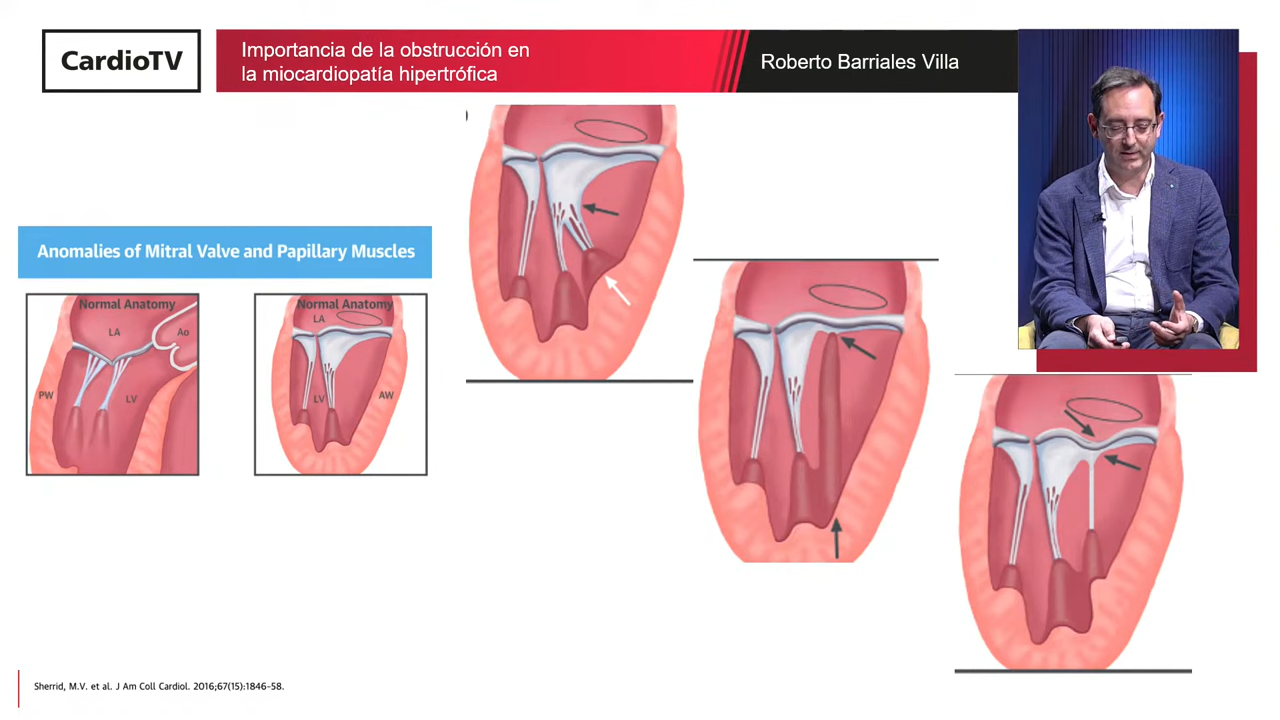 CardioTV
Importancia de la obstrucción en
la miocardiopatía hipertrófica
Roberto Barriales Villa
Anomalies of Mitral Valve and Papillary Muscles
Normal Anatomy
LA
Ao
PW
LV
Normal Anatomy
LA
LV
AW
Sherrid, M.V. et al. J Am Coll Cardiol. 2016;67(15):1846-58.